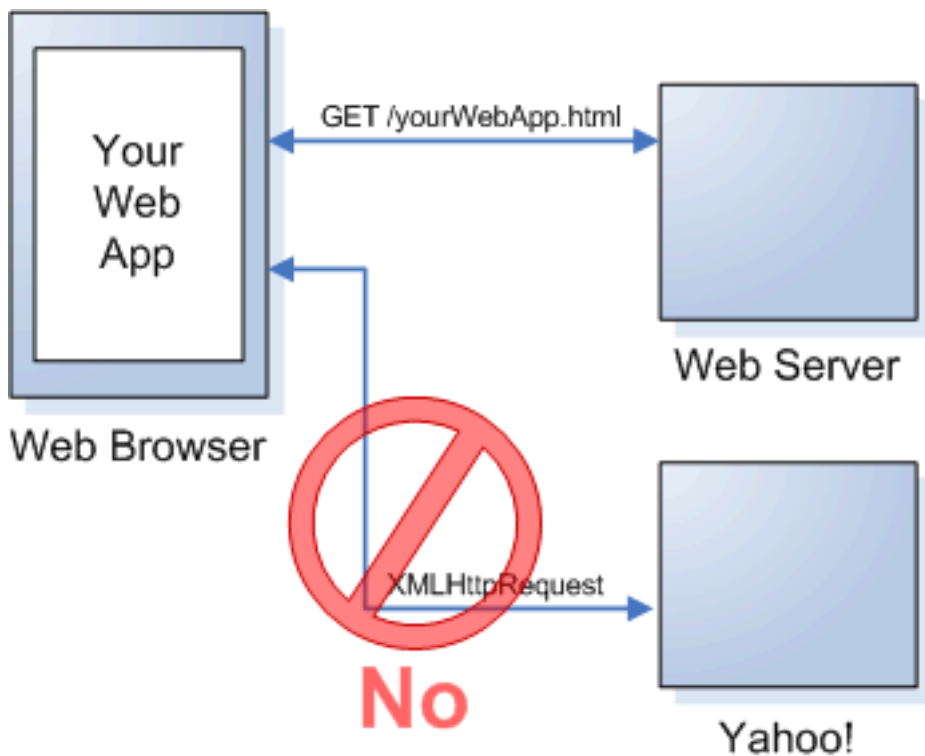 GET /yourWebApp.html
Your
Web
App
Web Server
Web Browser
XMLHttpRequest
No
Yahoo!